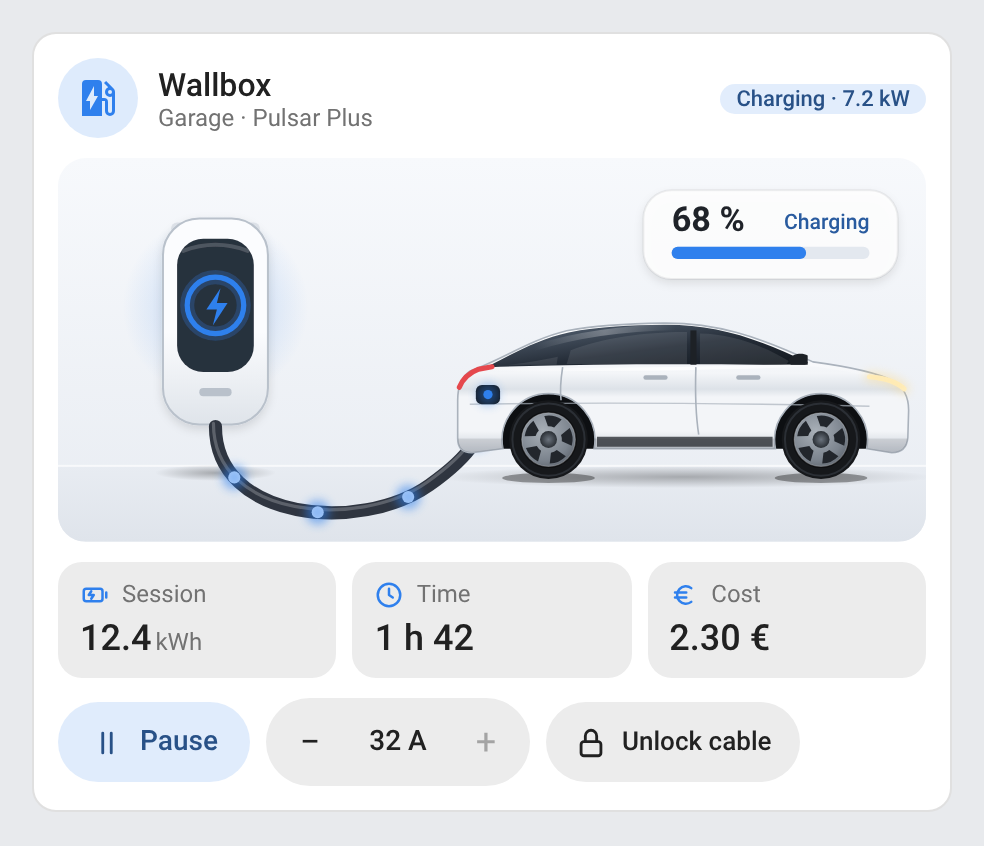 Wallbox
Garage · Pulsar Plus
Charging · 7.2 kW
68 %
Charging
Session
12.4 kWh
Time
1 h 42
Cost
2.30 €
Pause
− 32 A +
Unlock cable